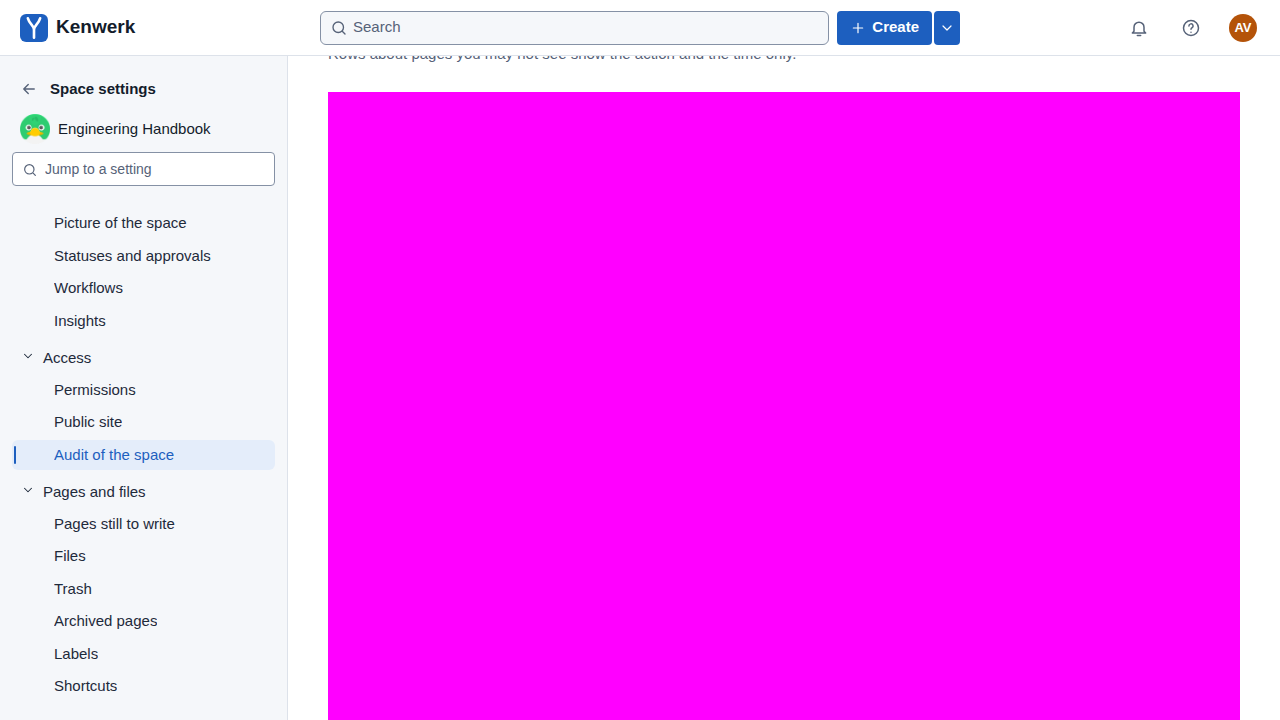 Kenwerk
Search
Create
AV
Rows about pages you may not see show the action and the time only.
Space settings
Engineering Handbook
Jump to a setting
Picture of the space
Statuses and approvals
Workflows
Insights
Access
Permissions
Public site
Audit of the space
Pages and files
Pages still to write
Files
Trash
Archived pages
Labels
Shortcuts